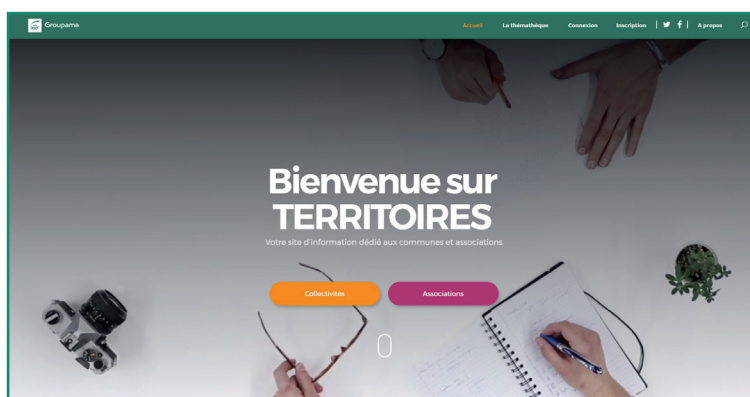 Groupama
Accueil La thémathèque Connexion Inscription A propos
Bienvenue sur
TERRITOIRES
Votre site d'information dédié aux communes et associations
Collectivités Associations